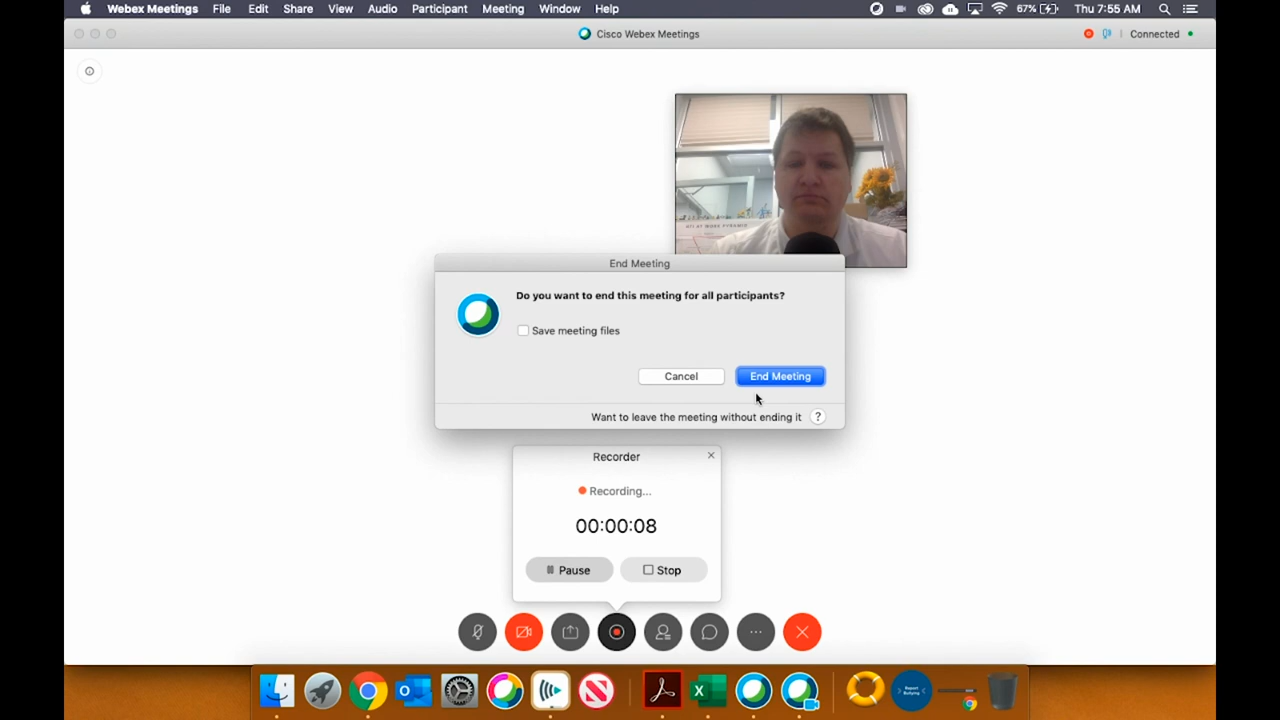 Webex Meetings File Edit Share View Audio Participant Meeting Window Help 67% Thu 7:55 AM
Cisco Webex Meetings
Connected
End Meeting
Do you want to end this meeting for all participants?
Save meeting files
Cancel End Meeting
Want to leave the meeting without ending it ?
Recorder
Recording...
00:00:08
Pause Stop
Report
Bullying